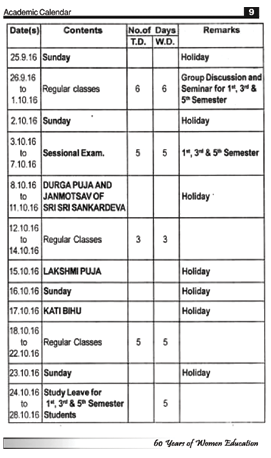 Academic Calendar 9
Date(s) Contents No.of Days Remarks
T.D. W.D.
25.9.16 Sunday Holiday
26.9.16 Group Discussion and
to Regular classes 6 6 Seminar for 1st, 3rd &
1.10.16 5th Semester
2.10.16 Sunday Holiday
3.10.16
to Sessional Exam. 5 5 1st, 3rd & 5th Semester
7.10.16
8.10.16 DURGA PUJA AND
to JANMOTSAV OF Holiday
11.10.16 SRI SRI SANKARDEVA
12.10.16
to Regular Classes 3 3
14.10.16
15.10.16 LAKSHMI PUJA Holiday
16.10.16 Sunday Holiday
17.10.16 KATI BIHU Holiday
18.10.16
to Regular Classes 5 5
22.10.16
23.10.16 Sunday Holiday
24.10.16 Study Leave for
to 1st, 3rd & 5th Semester 5
28.10.16 Students
60 Years of Women Education